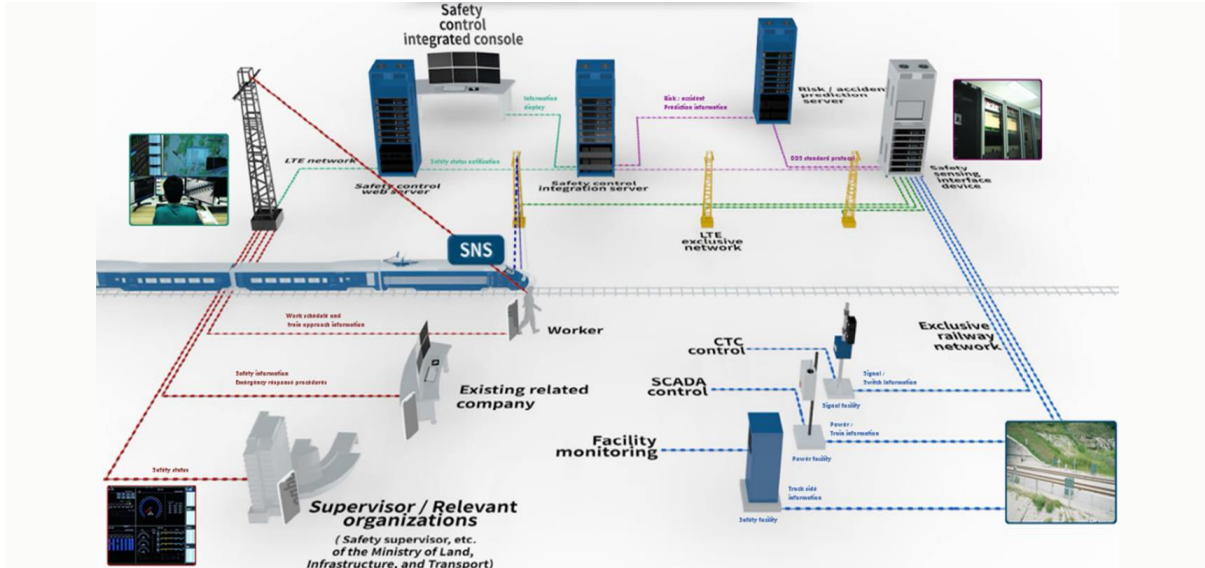 Safety
control
integrated console
Information
display
Risk / accident
Prediction information
Risk / acciden
prediction
server
LTE network
Safety status notification
DDS standard protocol
Safety control
web server
Safety control
integration server
Safety
sensing
interface
device
LTE
exclusive
network
SNS
Work schedule and
train approach information
Worker
Exclusive
railway
network
CTC
control
Signal /
Switch information
SCADA
control
Signal facility
Safety information
Emergency response precedents
Existing related
company
Power /
Train information
Facility
monitoring
Power facility
Safety status
Track side
information
Safety facility
Supervisor / Relevant
organizations
( Safety supervisor, etc.
of the Ministry of Land,
Infrastructure, and Transport)